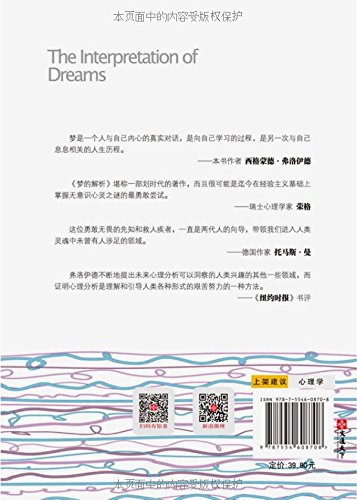 本页面中的内容受版权保护
The Interpretation of
Dreams
梦是一个人与自己内心的真实对话，是向自己学习的过程，是另一次与自己
息息相关的人生历程。
——本书作者 西格蒙德·弗洛伊德
《梦的解析》堪称一部划时代的著作，而且很可能是迄今在经验主义基础上
掌握无意识心灵之谜的最勇敢尝试。
——瑞士心理学家 荣格
这位勇敢无畏的先知和救人疾者，一直是两代人的向导，带领我们进入人类
灵魂中未曾有人涉足的领域。
——德国作家 托马斯·曼
弗洛伊德不断地提出未来心理分析可以洞察的人类兴趣的其他一些领域，而
证明心理分析是理解和引导人类各种形式的艰苦努力的一种方法。
——《纽约时报》书评
上架建议 心理学
ISBN 978-7-5546-0870-8
9 787554 608708 >
定价:39.80元
扫码有惊喜
新浪微博
本页面中的内容受版权保护